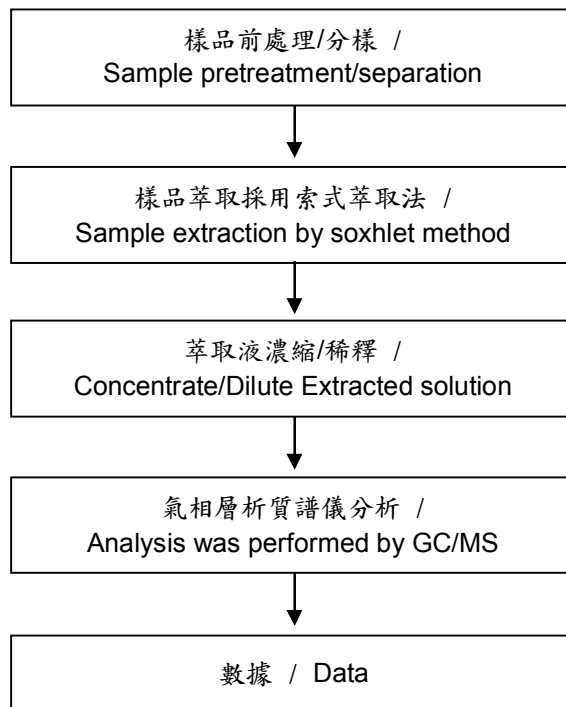 樣品前處理/分樣 /
Sample pretreatment/separation
樣品萃取採用索式萃取法 /
Sample extraction by soxhlet method
萃取液濃縮/稀釋 /
Concentrate/Dilute Extracted solution
氣相層析質譜儀分析 /
Analysis was performed by GC/MS
數據 / Data